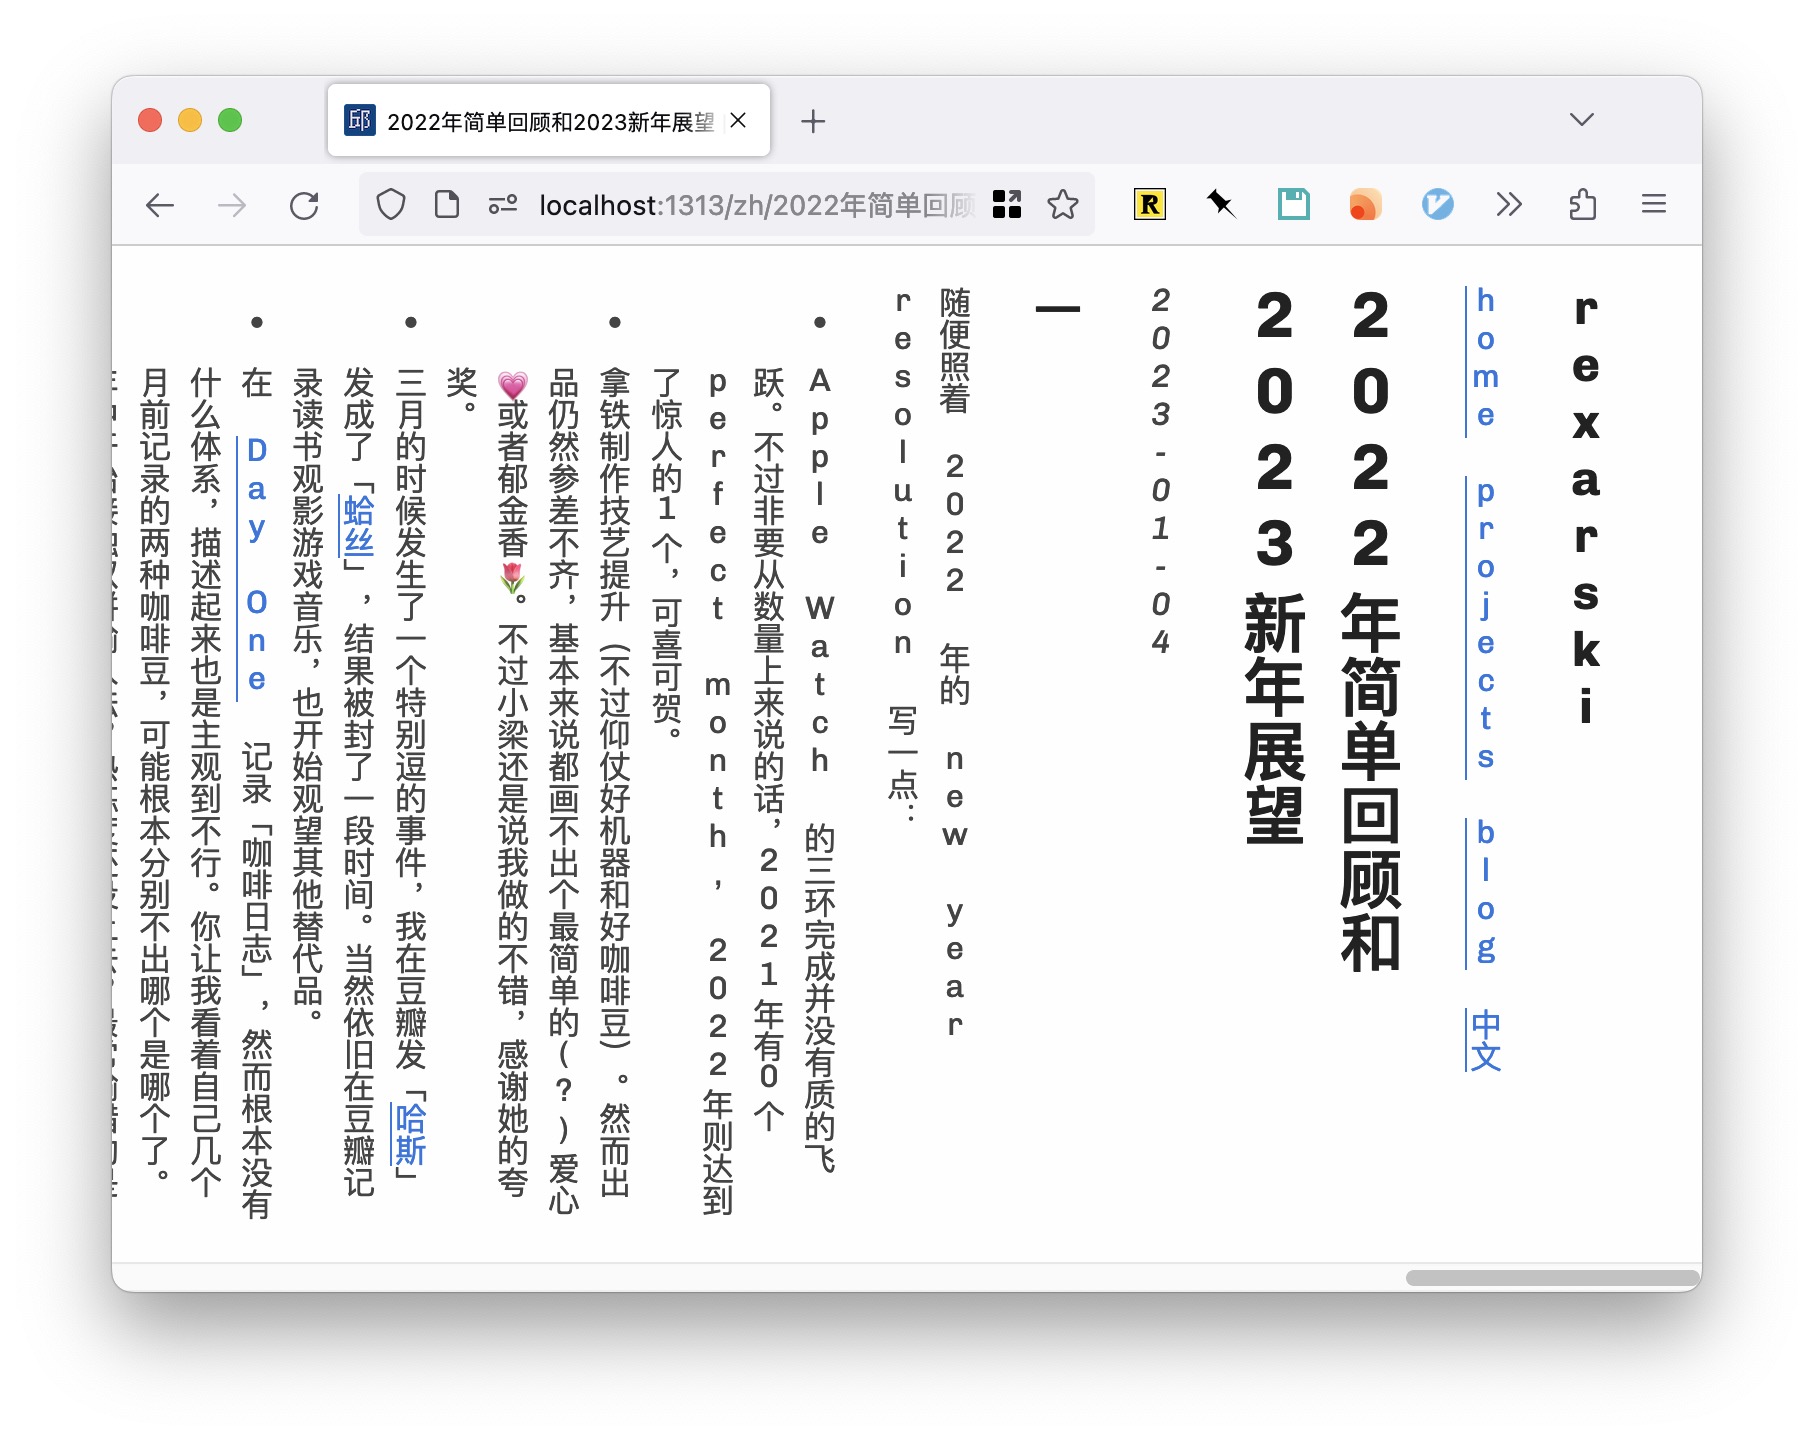 2022年简单回顾和2023新年展望
localhost:1313/zh/2022年简单回顾
rexarski
home projects blog 中文
2022年简单回顾和
2023新年展望
2023-01-04
一
随便照着 2022 年的 new year
resolution 写一点：
• Apple Watch 的三环完成并没有质的飞
跃。不过非要从数量上来说的话，2021年有0个
perfect month, 2022年则达到
了惊人的1个，可喜可贺。
• 拿铁制作技艺提升（不过仰仗好机器和好咖啡豆）。然而出
品仍然参差不齐，基本来说都画不出个最简单的(?)爱心
💗或者郁金香🌷。不过小梁还是说我做的不错，感谢她的夸
奖。
• 三月的时候发生了一个特别逗的事件，我在豆瓣发「哈斯」
发成了「蛤丝」，结果被封了一段时间。当然依旧在豆瓣记
录读书观影游戏音乐，也开始观望其他替代品。
• 在 Day One 记录「咖啡日志」，然而根本没有
什么体系，描述起来也是主观到不行。你让我看着自己几个
月前记录的两种咖啡豆，可能根本分别不出哪个是哪个了。